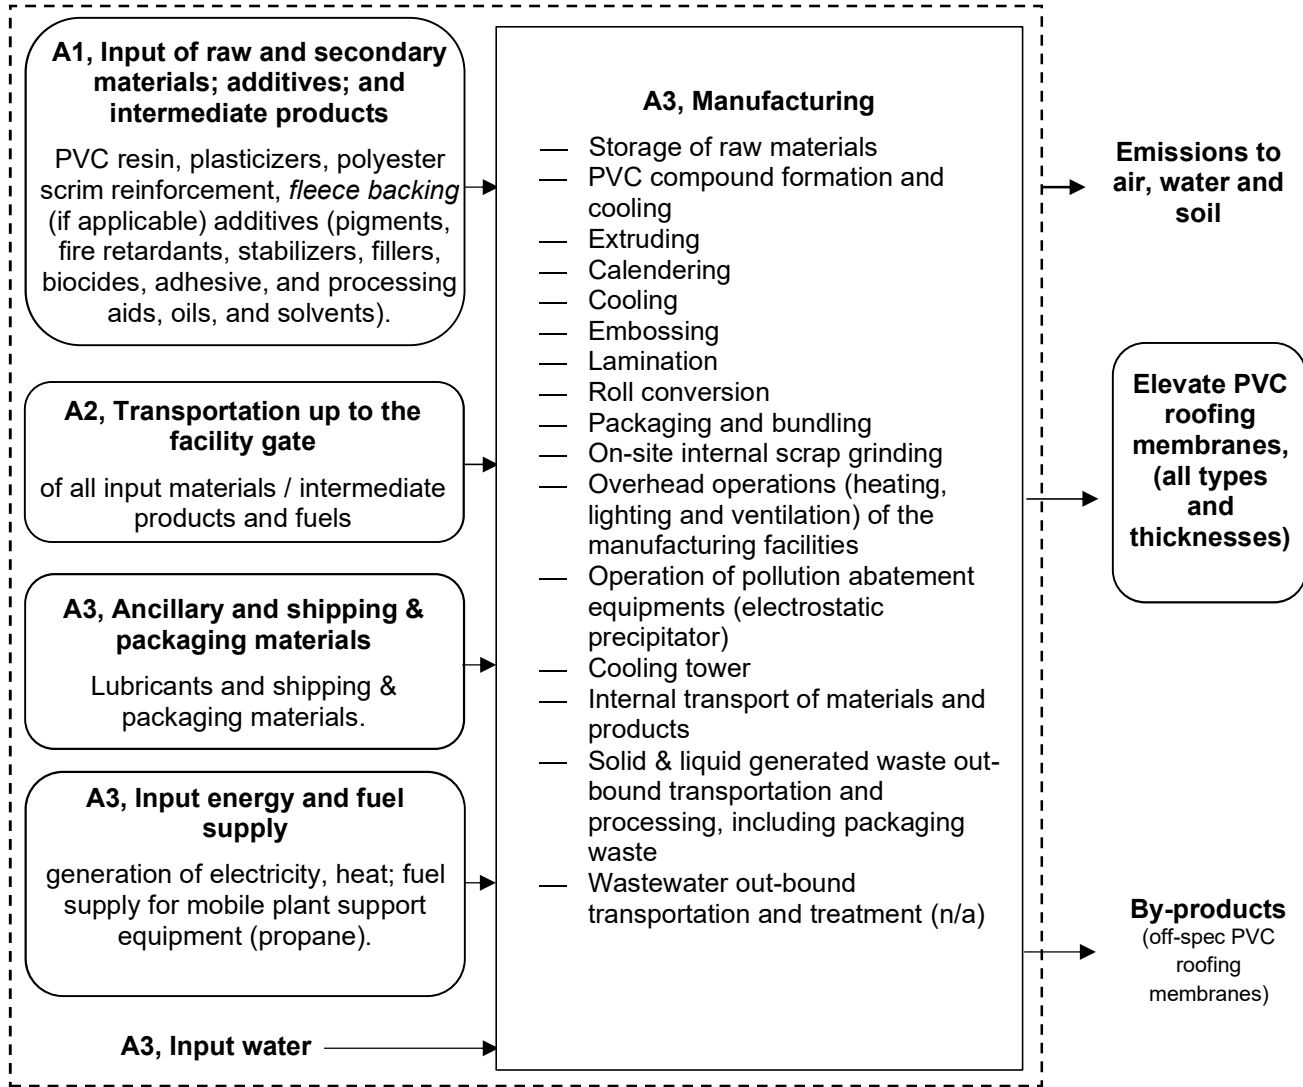 A1, Input of raw and secondary
materials; additives; and
intermediate products
PVC resin, plasticizers, polyester
scrim reinforcement, fleece backing
(if applicable) additives (pigments,
fire retardants, stabilizers, fillers,
biocides, adhesive, and processing
aids, oils, and solvents).
A2, Transportation up to the
facility gate
of all input materials / intermediate
products and fuels
A3, Ancillary and shipping &
packaging materials
Lubricants and shipping &
packaging materials.
A3, Input energy and fuel
supply
generation of electricity, heat; fuel
supply for mobile plant support
equipment (propane).
A3, Input water
A3, Manufacturing
— Storage of raw materials
— PVC compound formation and
cooling
— Extruding
— Calendering
— Cooling
— Embossing
— Lamination
— Roll conversion
— Packaging and bundling
— On-site internal scrap grinding
— Overhead operations (heating,
lighting and ventilation) of the
manufacturing facilities
— Operation of pollution abatement
equipments (electrostatic
precipitator)
— Cooling tower
— Internal transport of materials and
products
— Solid & liquid generated waste out-
bound transportation and
processing, including packaging
waste
— Wastewater out-bound
transportation and treatment (n/a)
Emissions to
air, water and
soil
Elevate PVC
roofing
membranes,
(all types
and
thicknesses)
By-products
(off-spec PVC
roofing
membranes)